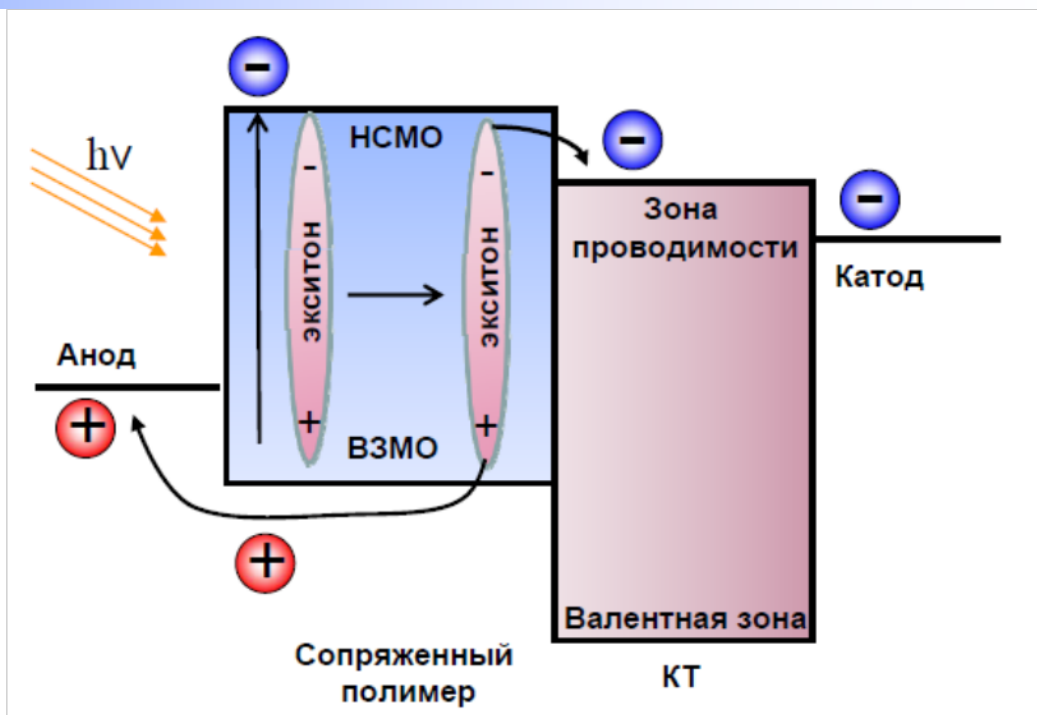 -
НСМО
-
hν
-
-
-
Зона
проводимости
экситон
экситон
Катод
Анод
+
+
+
ВЗМО
+
Валентная зона
Сопряженный
полимер
КТ